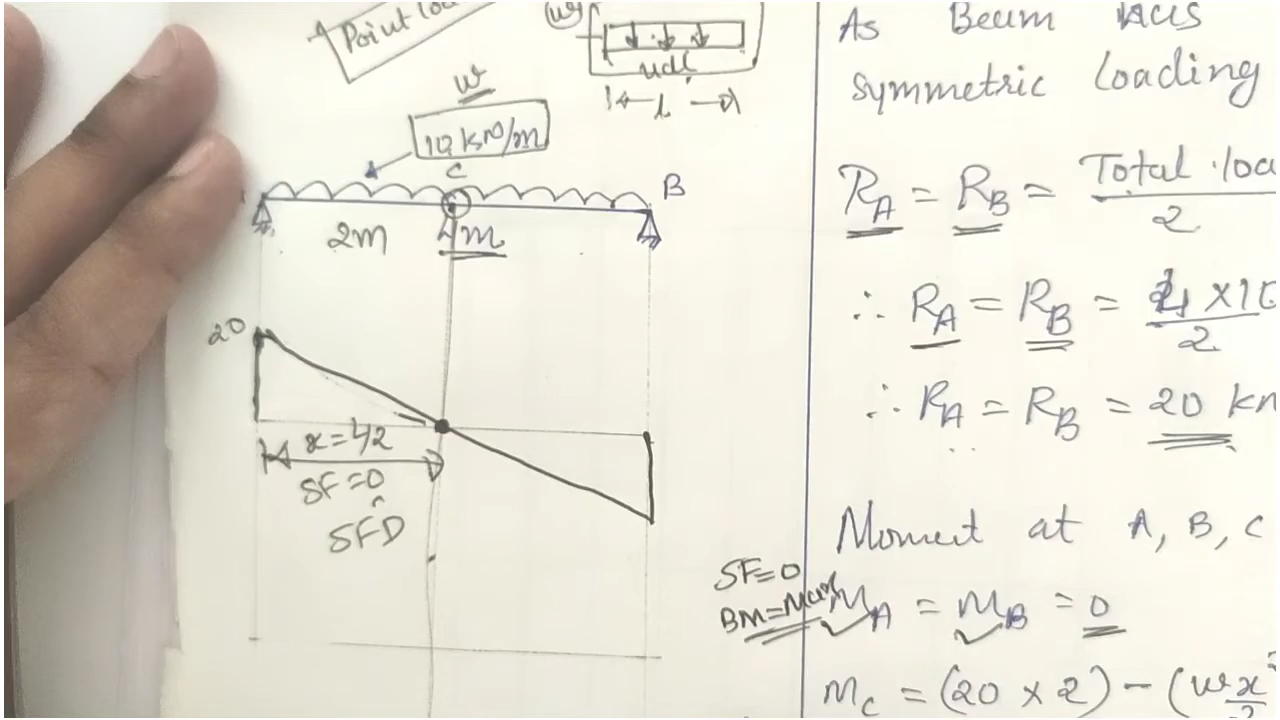 Point
w
udl
l
w
10 kN/m
C
B
2m
4m
20
x = L/2
SF = 0
SFD
SF = 0
BM = Max
As Beam has
symmetric loading
RA = RB = Total
2
∴ RA = RB = 4 × 10
2
∴ RA = RB = 20 kN
Moment at A, B, C
MA = MB = 0
MC = (20 × 2) - (wx²
2